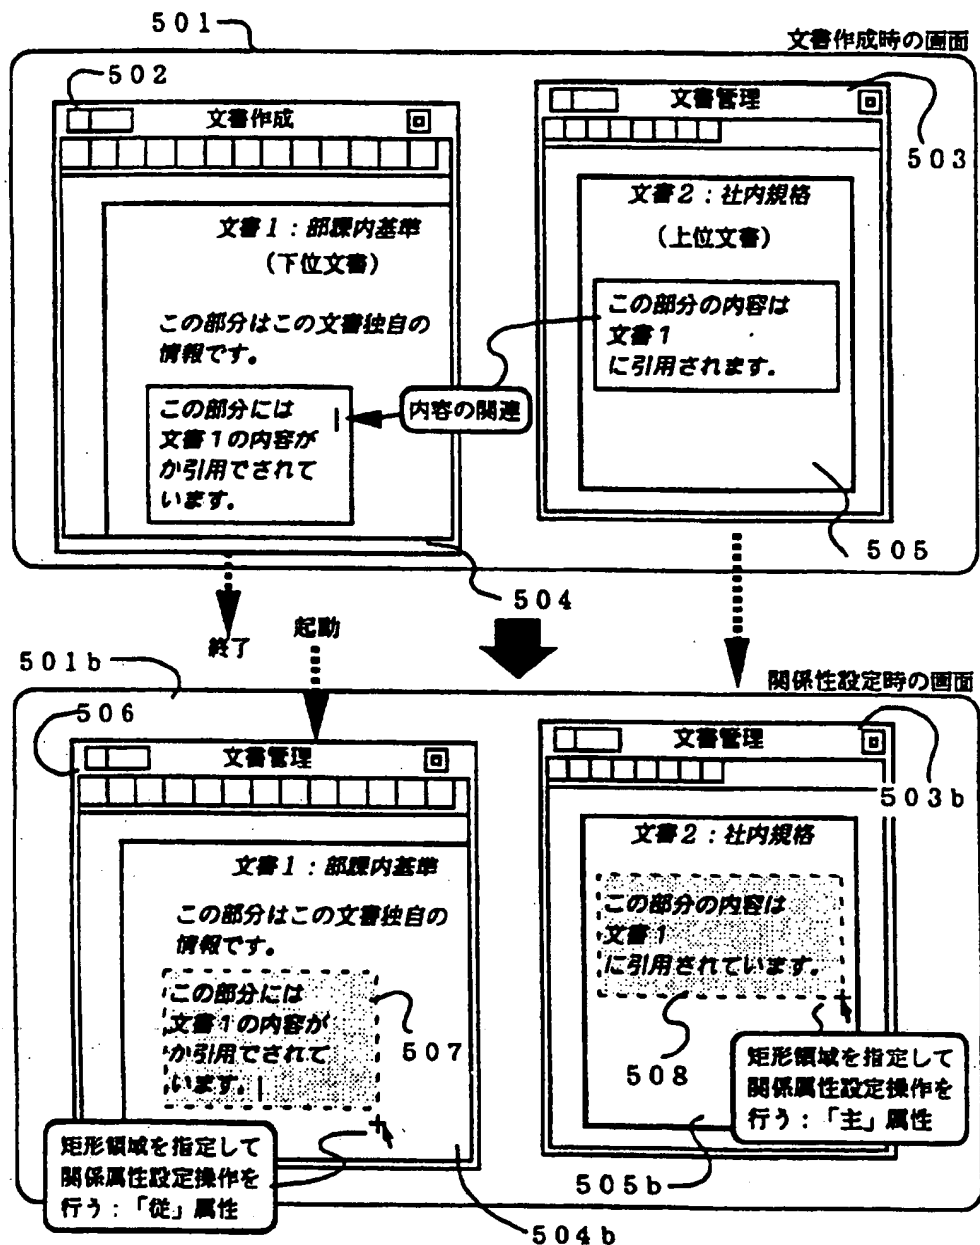 501
文書作成時の画面
502
文書作成
文書管理
503
文書1：部課内基準
（下位文書）
文書2：社内規格
（上位文書）
この部分はこの文書独自の
情報です。
この部分の内容は
文書1
に引用されます。
この部分には
文書1の内容が
か引用でされて
います。
内容の関連
505
504
終了
起動
501b
関係性設定時の画面
506
文書管理
文書管理
503b
文書1：部課内基準
文書2：社内規格
この部分はこの文書独自の
情報です。
この部分の内容は
文書1
に引用されています。
この部分には
文書1の内容が
か引用でされて
います。
507
508
矩形領域を指定して
関係属性設定操作を
行う：「主」属性
矩形領域を指定して
関係属性設定操作を
行う：「従」属性
505b
504b